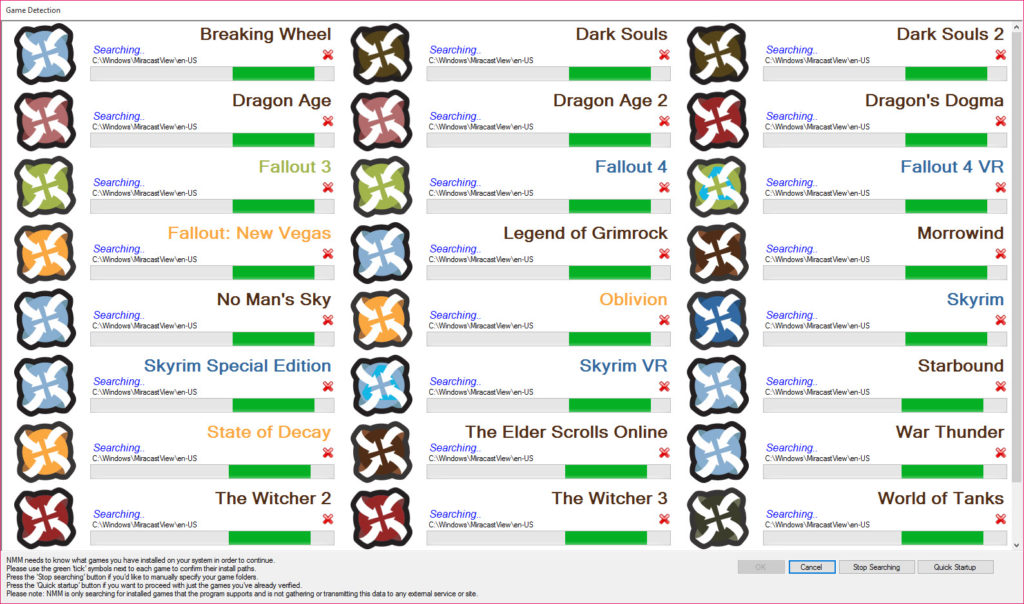 Game Detection
Breaking Wheel
Searching..
C:\Windows\MiracastView\en-US
Dark Souls
Searching..
C:\Windows\MiracastView\en-US
Dark Souls 2
Searching..
C:\Windows\MiracastView\en-US
Dragon Age
Searching..
C:\Windows\MiracastView\en-US
Dragon Age 2
Searching..
C:\Windows\MiracastView\en-US
Dragon's Dogma
Searching..
C:\Windows\MiracastView\en-US
Fallout 3
Searching..
C:\Windows\MiracastView\en-US
Fallout 4
Searching..
C:\Windows\MiracastView\en-US
Fallout 4 VR
Searching..
C:\Windows\MiracastView\en-US
Fallout: New Vegas
Searching..
C:\Windows\MiracastView\en-US
Legend of Grimrock
Searching..
C:\Windows\MiracastView\en-US
Morrowind
Searching..
C:\Windows\MiracastView\en-US
No Man's Sky
Searching..
C:\Windows\MiracastView\en-US
Oblivion
Searching..
C:\Windows\MiracastView\en-US
Skyrim
Searching..
C:\Windows\MiracastView\en-US
Skyrim Special Edition
Searching..
C:\Windows\MiracastView\en-US
Skyrim VR
Searching..
C:\Windows\MiracastView\en-US
Starbound
Searching..
C:\Windows\MiracastView\en-US
State of Decay
Searching..
C:\Windows\MiracastView\en-US
The Elder Scrolls Online
Searching..
C:\Windows\MiracastView\en-US
War Thunder
Searching..
C:\Windows\MiracastView\en-US
The Witcher 2
Searching..
C:\Windows\MiracastView\en-US
The Witcher 3
Searching..
C:\Windows\MiracastView\en-US
World of Tanks
Searching..
C:\Windows\MiracastView\en-US
NMM needs to know what games you have installed on your system in order to continue.
Please use the green 'tick' symbols next to each game to confirm their install paths.
Press the 'Stop searching' button if you'd like to manually specify your game folders.
Press the 'Quick startup' button if you want to proceed with just the games you've already verified.
Please note: NMM is only searching for installed games that the program supports and is not gathering or transmitting this data to any external service or site.
OK
Cancel
Stop Searching
Quick Startup